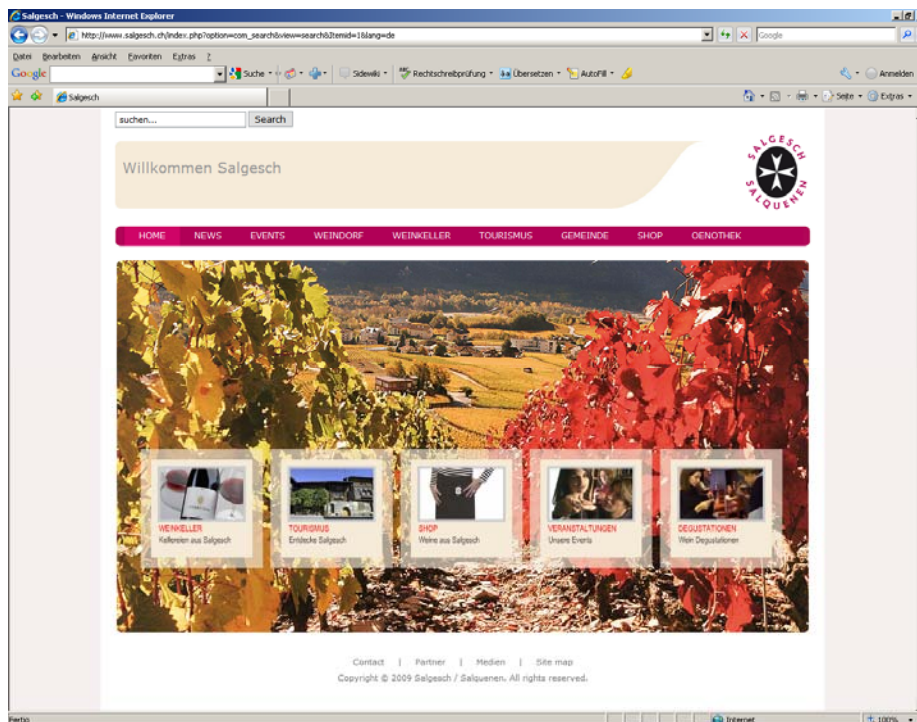 Salgesch - Windows Internet Explorer
http://www.salgesch.ch/index.php?option=com_search&view=search&Itemid=1&lang=de
Google
Datei Bearbeiten Ansicht Favoriten Extras ?
Google Suche Sidewiki Rechtschreibprüfung Übersetzen AutoFill Anmelden
Salgesch Seite Extras
suchen... Search
Willkommen Salgesch
SALGESCH SALQUENEN
HOME NEWS EVENTS WEINDORF WEINKELLER TOURISMUS GEMEINDE SHOP OENOTHEK
WEINKELLER
Kellereien aus Salgesch
TOURISMUS
Entdecke Salgesch
SHOP
Weine aus Salgesch
VERANSTALTUNGEN
Unsere Events
DEGUSTATIONEN
Wein Degustationen
Contact | Partner | Medien | Site map
Copyright © 2009 Salgesch / Salquenen. All rights reserved.
Fertig Internet 100%